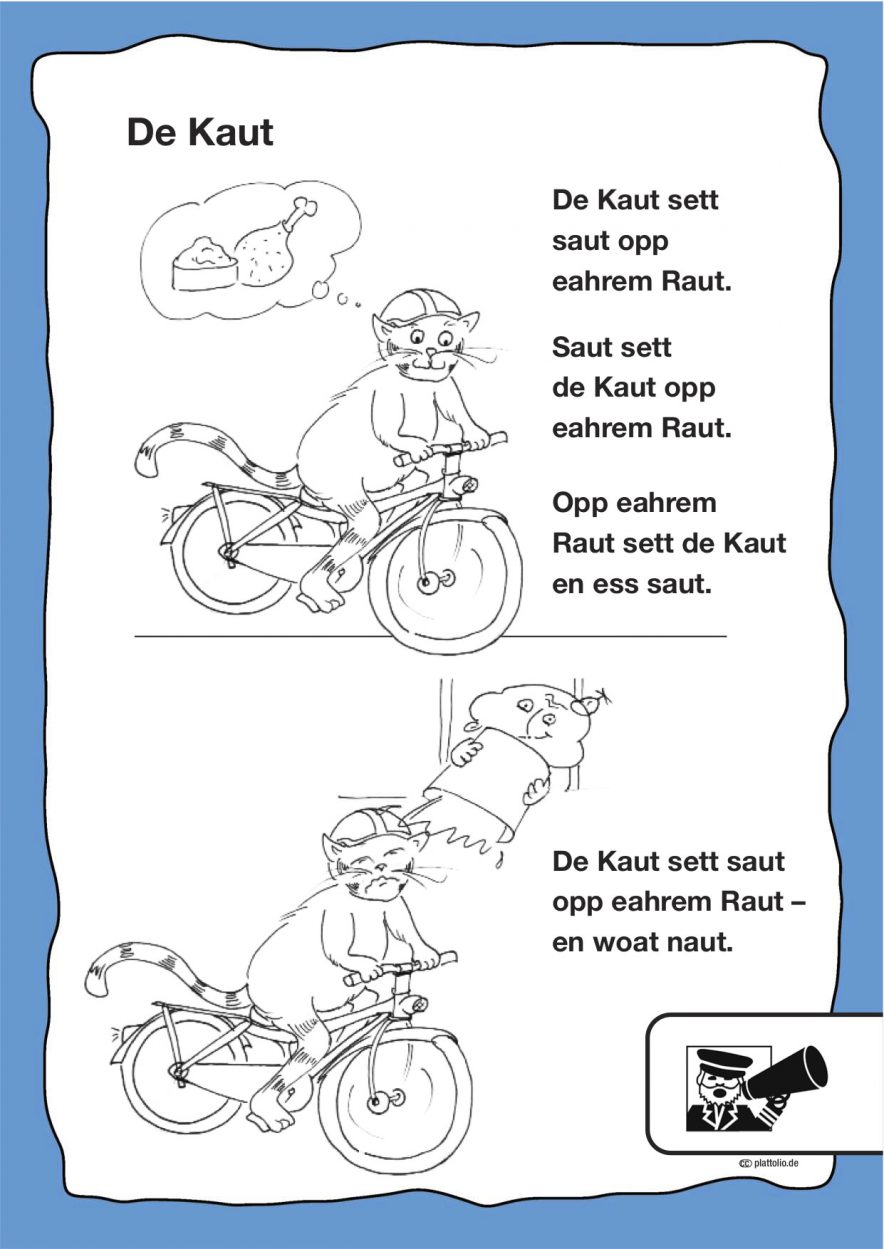 De Kaut
De Kaut sett
saut opp
eahrem Raut.
Saut sett
de Kaut opp
eahrem Raut.
Opp eahrem
Raut sett de Kaut
en ess saut.
De Kaut sett saut
opp eahrem Raut –
en woat naut.
cc plattolio.de